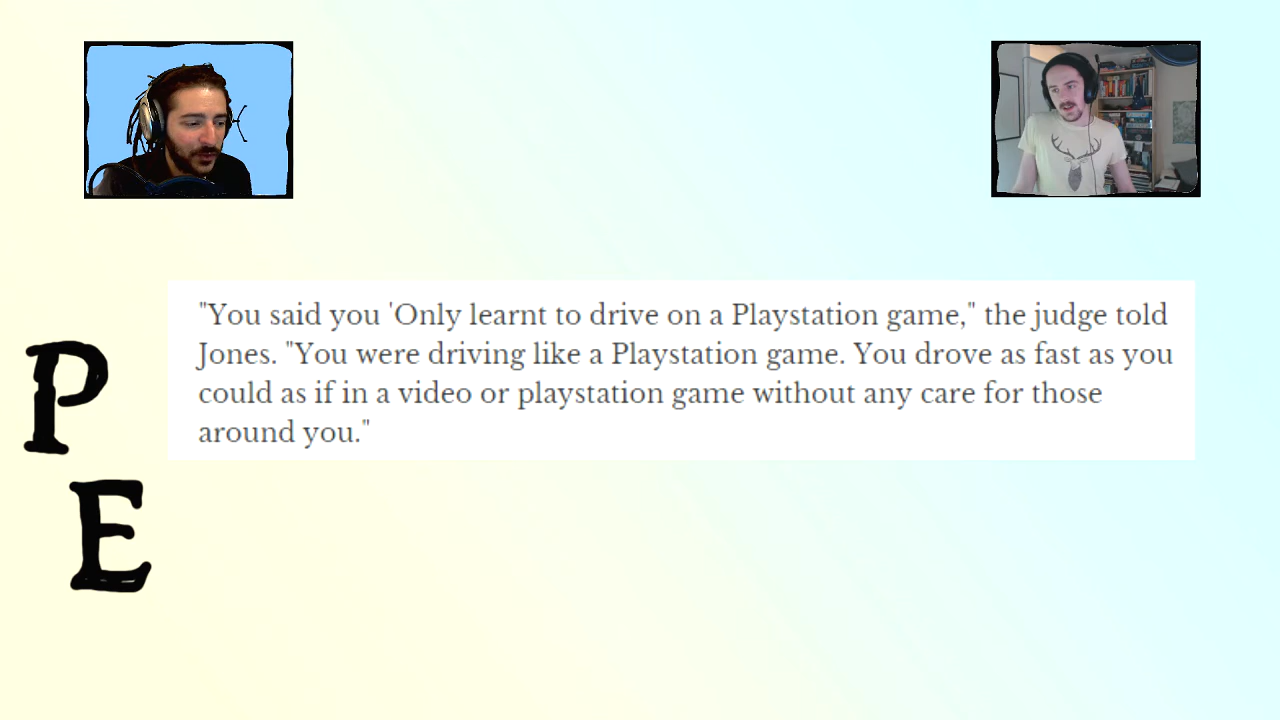 "You said you 'Only learnt to drive on a Playstation game," the judge told
Jones. "You were driving like a Playstation game. You drove as fast as you
could as if in a video or playstation game without any care for those
around you."
P
E